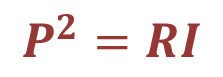 P² = RI